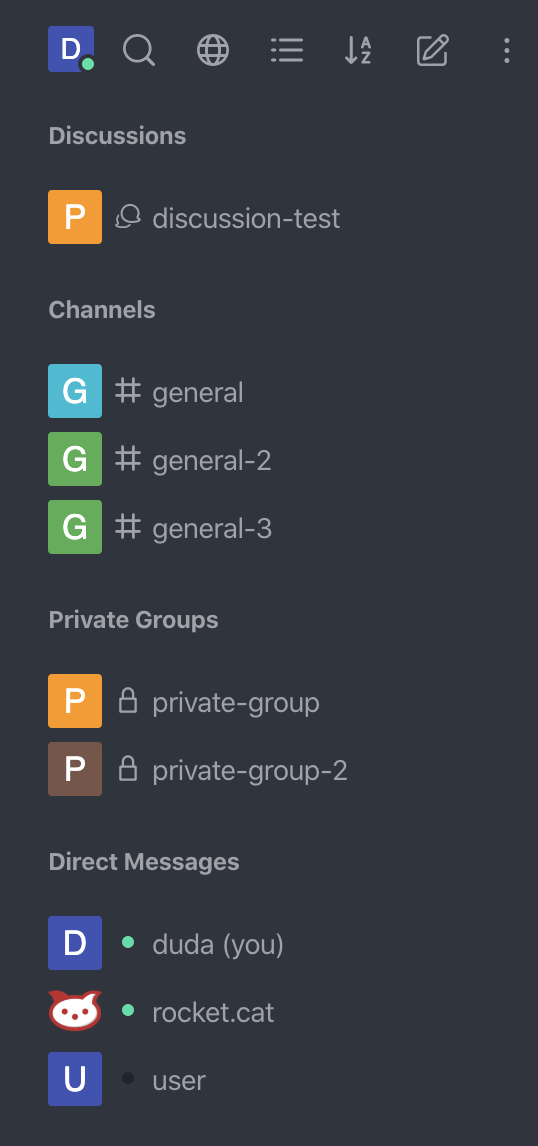 D
A
Z
Discussions
P discussion-test
Channels
G general
G general-2
G general-3
Private Groups
P private-group
P private-group-2
Direct Messages
D duda (you)
rocket.cat
U user